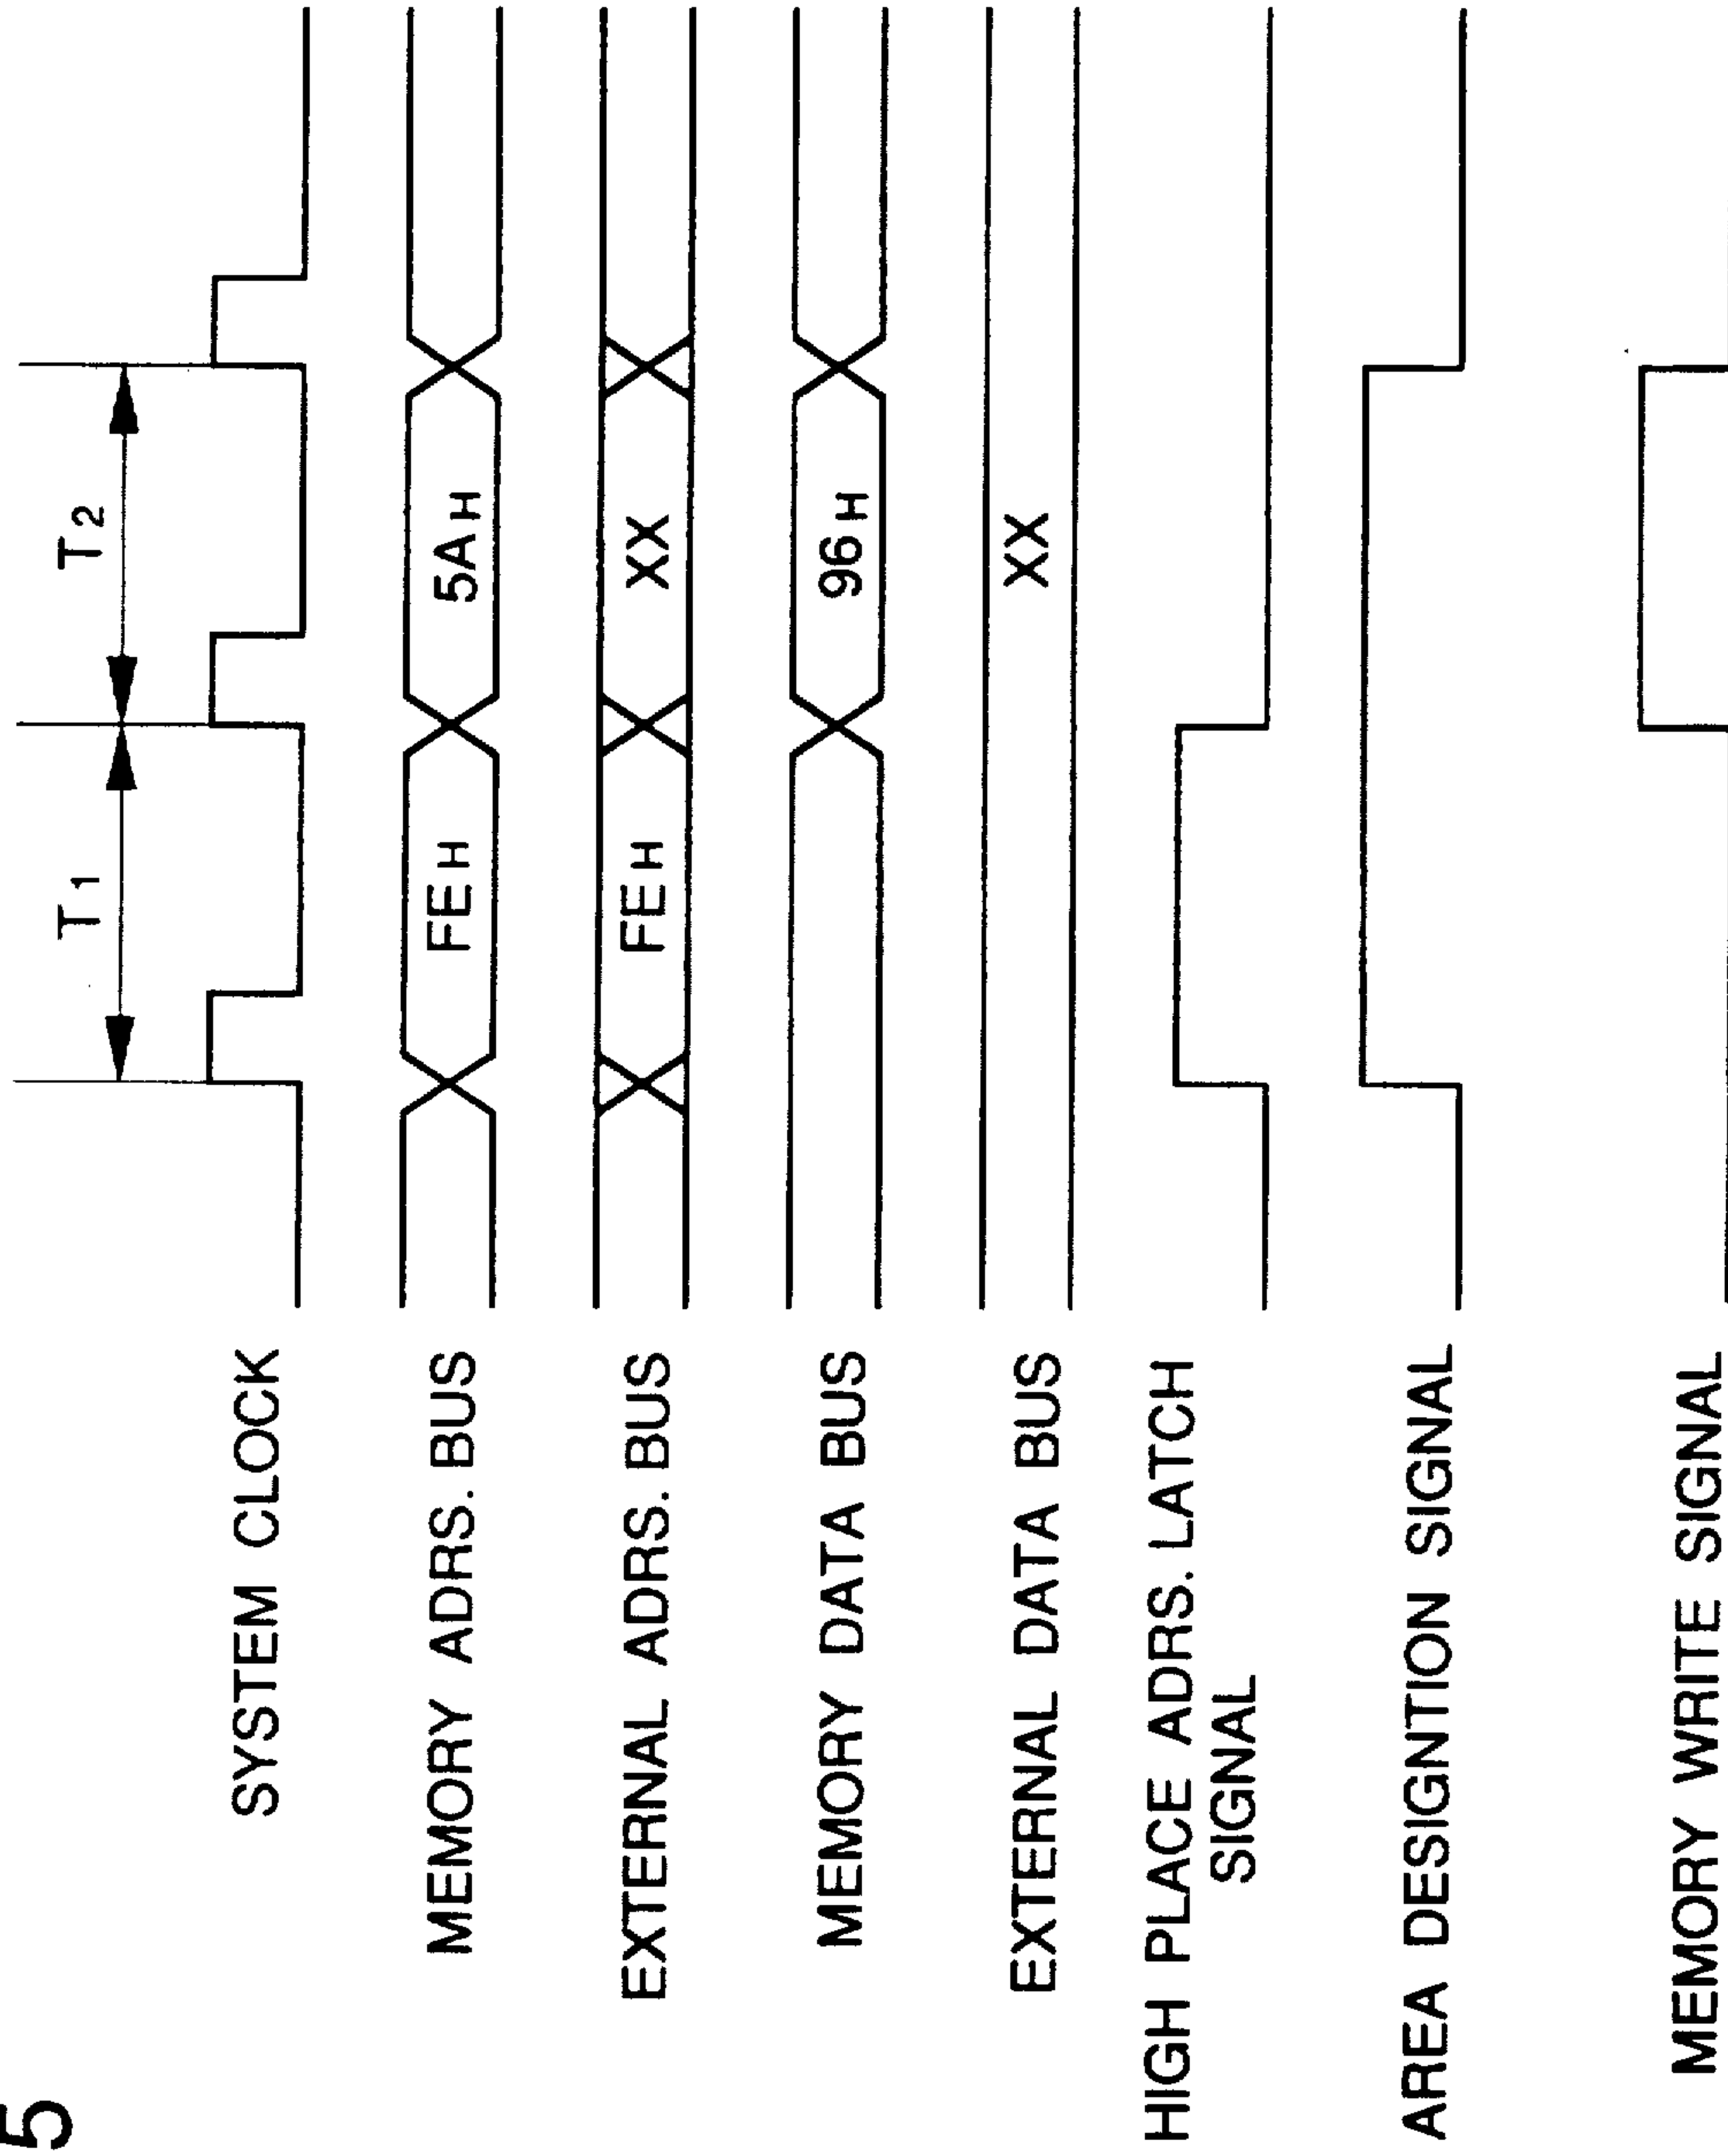 5
T1
T2
SYSTEM CLOCK
MEMORY ADRS. BUS
FEH
5AH
EXTERNAL ADRS. BUS
FEH
XX
MEMORY DATA BUS
96H
EXTERNAL DATA BUS
XX
HIGH PLACE ADRS. LATCH
SIGNAL
AREA DESIGNTION SIGNAL
MEMORY WRITE SIGNAL